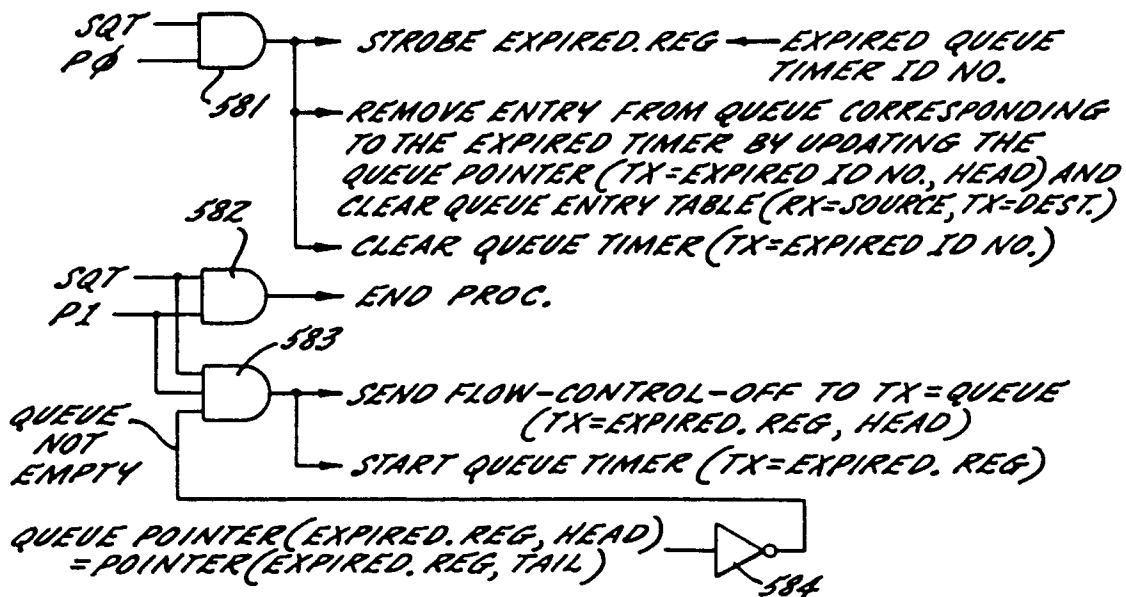 SQT
PØ
581
STROBE EXPIRED.REG
EXPIRED QUEUE
TIMER ID NO.
REMOVE ENTRY FROM QUEUE CORRESPONDING
TO THE EXPIRED TIMER BY UPDATING THE
QUEUE POINTER (TX=EXPIRED ID NO., HEAD) AND
CLEAR QUEUE ENTRY TABLE (RX=SOURCE, TX=DEST.)
CLEAR QUEUE TIMER (TX=EXPIRED ID NO.)
582
SQT
P1
END PROC.
583
SEND FLOW-CONTROL-OFF TO TX=QUEUE
(TX=EXPIRED. REG, HEAD)
START QUEUE TIMER (TX=EXPIRED. REG)
QUEUE
NOT
EMPTY
QUEUE POINTER (EXPIRED.REG, HEAD)
=POINTER (EXPIRED.REG, TAIL)
584